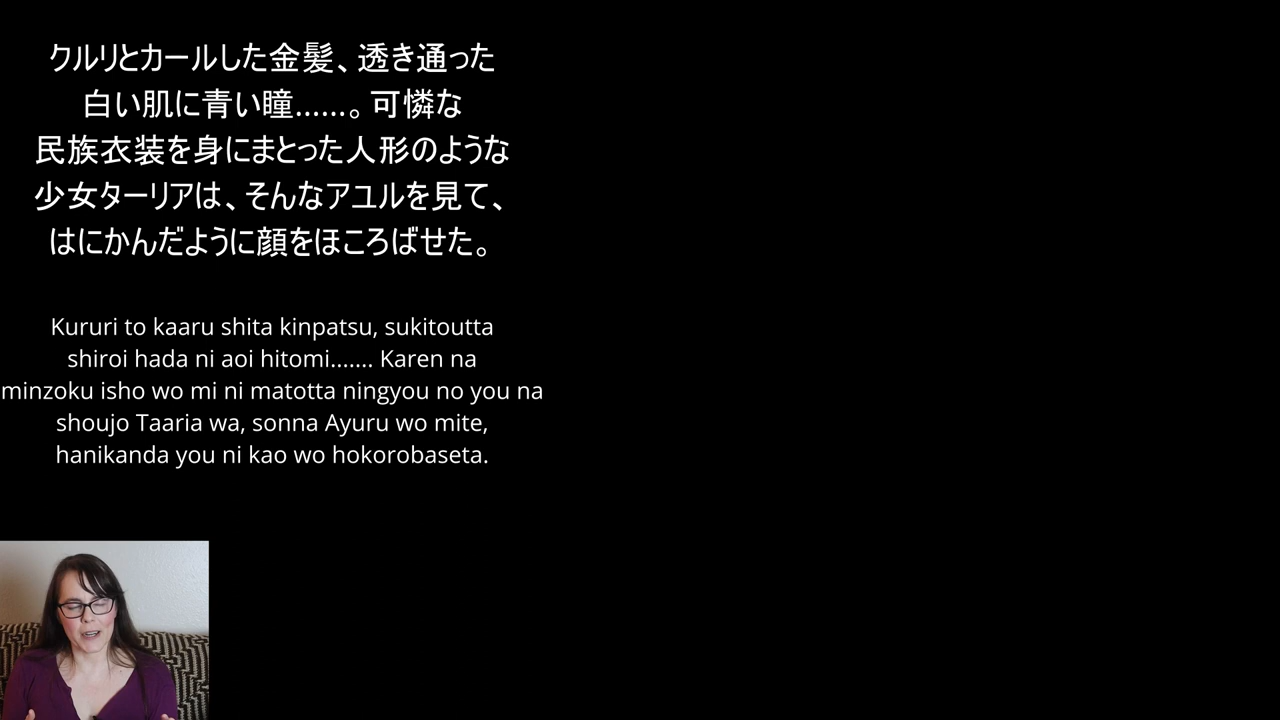 クルリとカールした金髪、透き通った
白い肌に青い瞳......。可憐な
民族衣装を身にまとった人形のような
少女ターリアは、そんなアユルを見て、
はにかんだように顔をほころばせた。
Kururi to kaaru shita kinpatsu, sukitoutta
shiroi hada ni aoi hitomi....... Karen na
minzoku isho wo mi ni matotta ningyou no you na
shoujo Taaria wa, sonna Ayuru wo mite,
hanikanda you ni kao wo hokorobaseta.